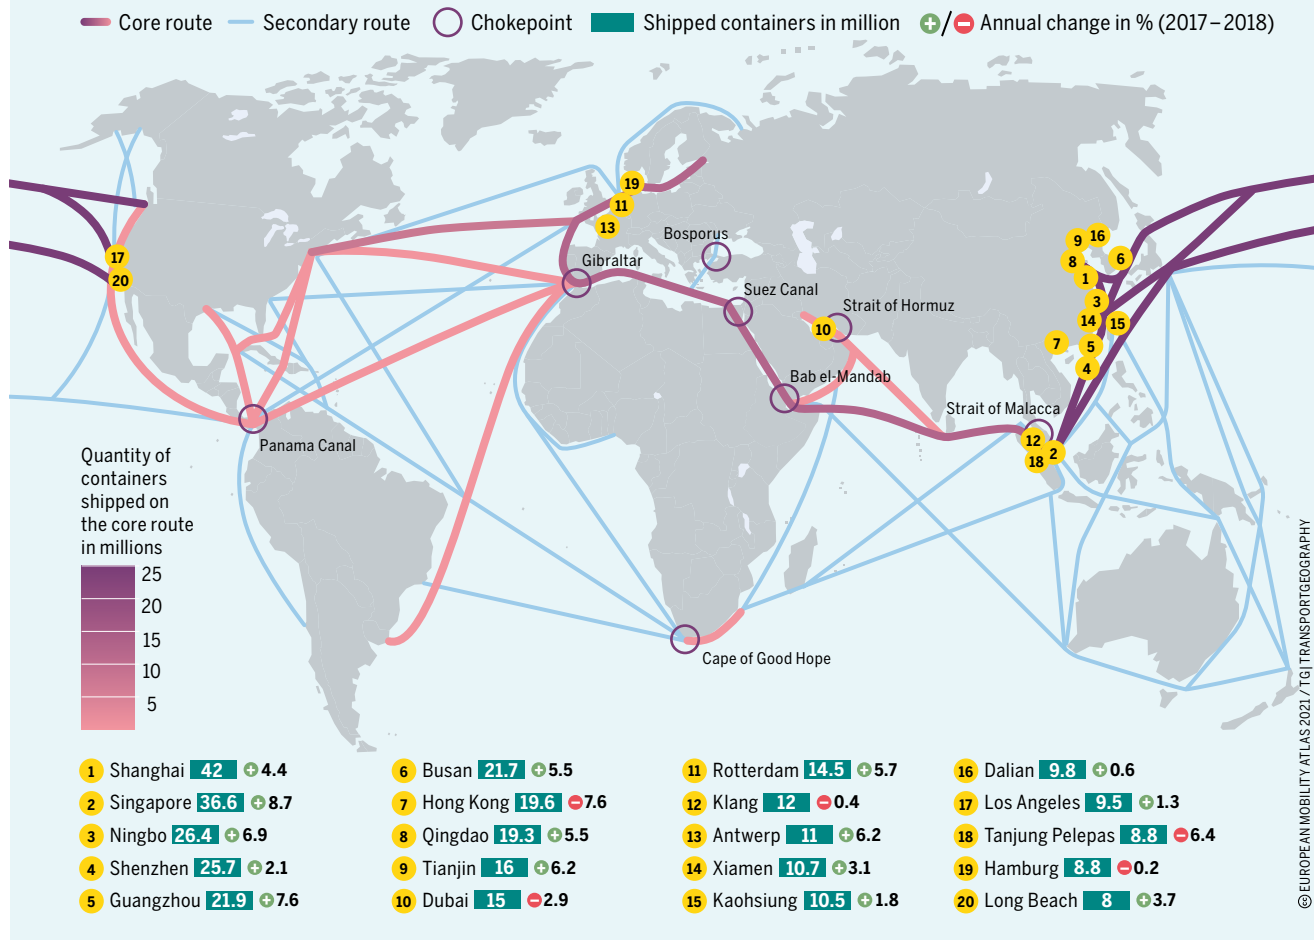 Core route Secondary route Chokepoint Shipped containers in million +/− Annual change in % (2017–2018)
19
11
13
Bosporus
17
20
Gibraltar
Suez Canal
Strait of Hormuz
10
9 16
8 6
1
3
14 15
7 5
4
Bab el-Mandab
Strait of Malacca
12
2
18
Panama Canal
Cape of Good Hope
Quantity of
containers
shipped on
the core route
in millions
25
20
15
10
5
1 Shanghai 42 +4.4
2 Singapore 36.6 +8.7
3 Ningbo 26.4 +6.9
4 Shenzhen 25.7 +2.1
5 Guangzhou 21.9 +7.6
6 Busan 21.7 +5.5
7 Hong Kong 19.6 −7.6
8 Qingdao 19.3 +5.5
9 Tianjin 16 +6.2
10 Dubai 15 −2.9
11 Rotterdam 14.5 +5.7
12 Klang 12 −0.4
13 Antwerp 11 +6.2
14 Xiamen 10.7 +3.1
15 Kaohsiung 10.5 +1.8
16 Dalian 9.8 +0.6
17 Los Angeles 9.5 +1.3
18 Tanjung Pelepas 8.8 −6.4
19 Hamburg 8.8 −0.2
20 Long Beach 8 +3.7
cc EUROPEAN MOBILITY ATLAS 2021 / TG | TRANSPORTGEOGRAPHY